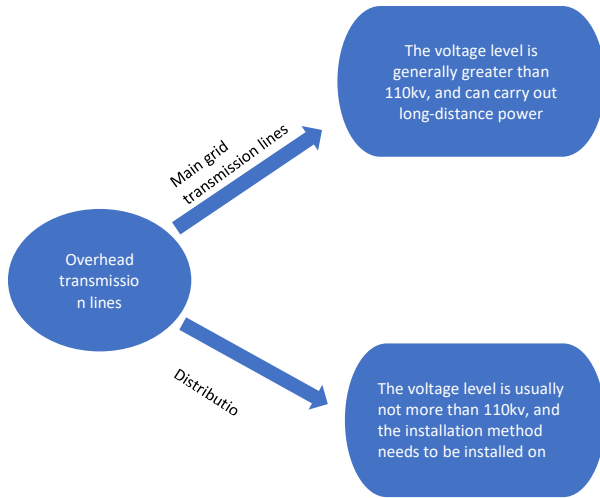 The voltage level is
generally greater than
110kv, and can carry out
long-distance power
Main grid
transmission lines
Overhead
transmissio
n lines
Distributio
The voltage level is usually
not more than 110kv, and
the installation method
needs to be installed on